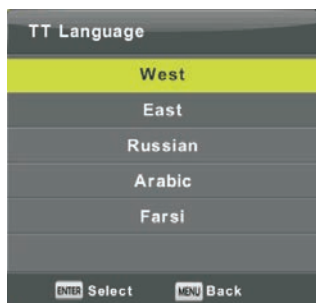 TT Language
West
East
Russian
Arabic
Farsi
ENTER Select MENU Back